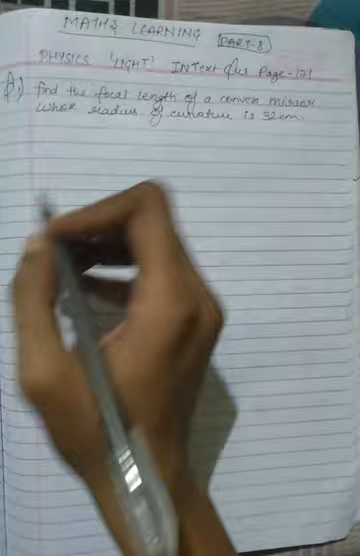 MATHS LEARNING PART-8
PHYSICS 'LIGHT' INText Qus Page-171
Q1) find the focal length of a convex mirror
whose radius of curvature is 32cm.